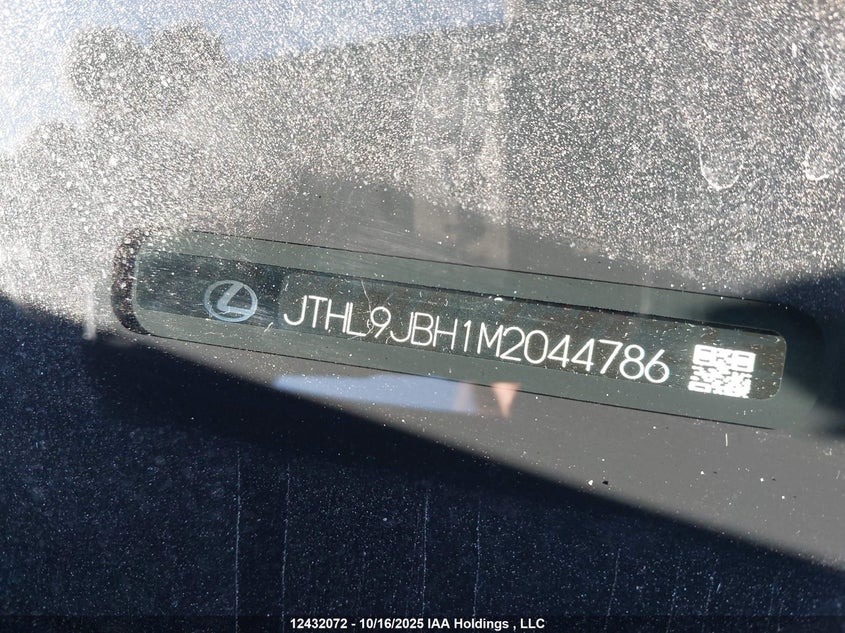 JTHL9JBH1M2044786
12432072 - 10/16/2025 IAA Holdings , LLC